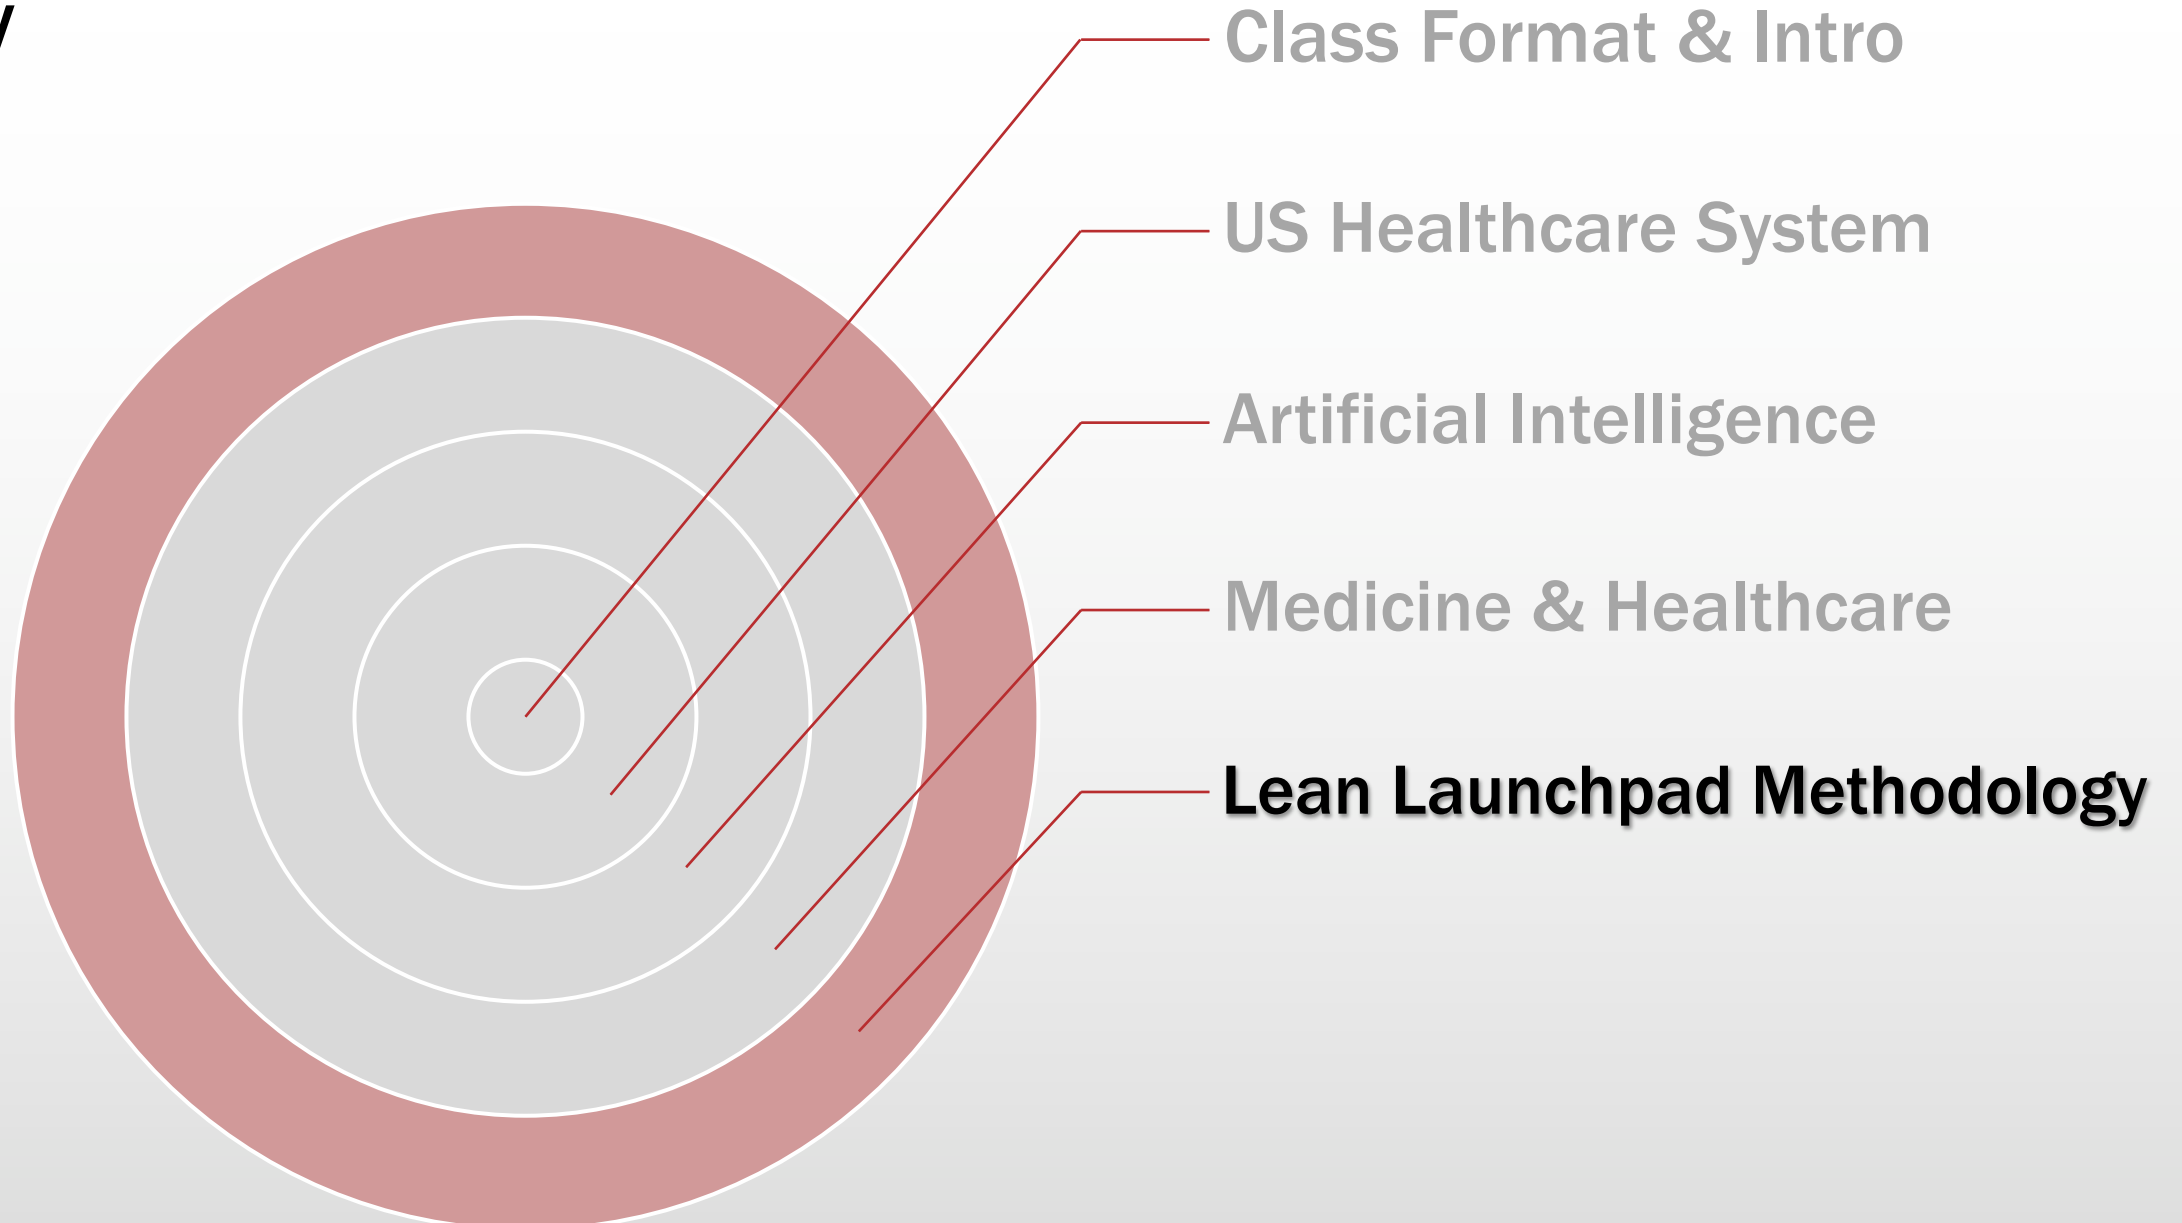 Class Format & Intro
US Healthcare System
Artificial Intelligence
Medicine & Healthcare
Lean Launchpad Methodology